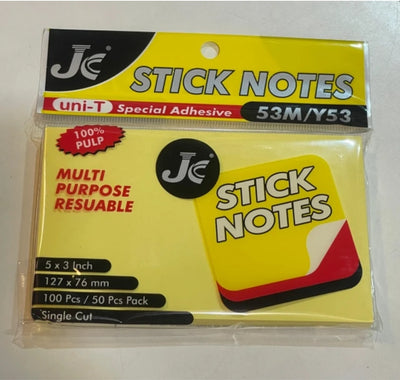 JC
STICK NOTES
uni-T Special Adhesive 53M/Y53
100%
PULP
MULTI
PURPOSE
RESUABLE
JC
STICK
NOTES
5 x 3 Inch
127 x 76 mm
100 Pcs / 50 Pcs Pack
Single Cut